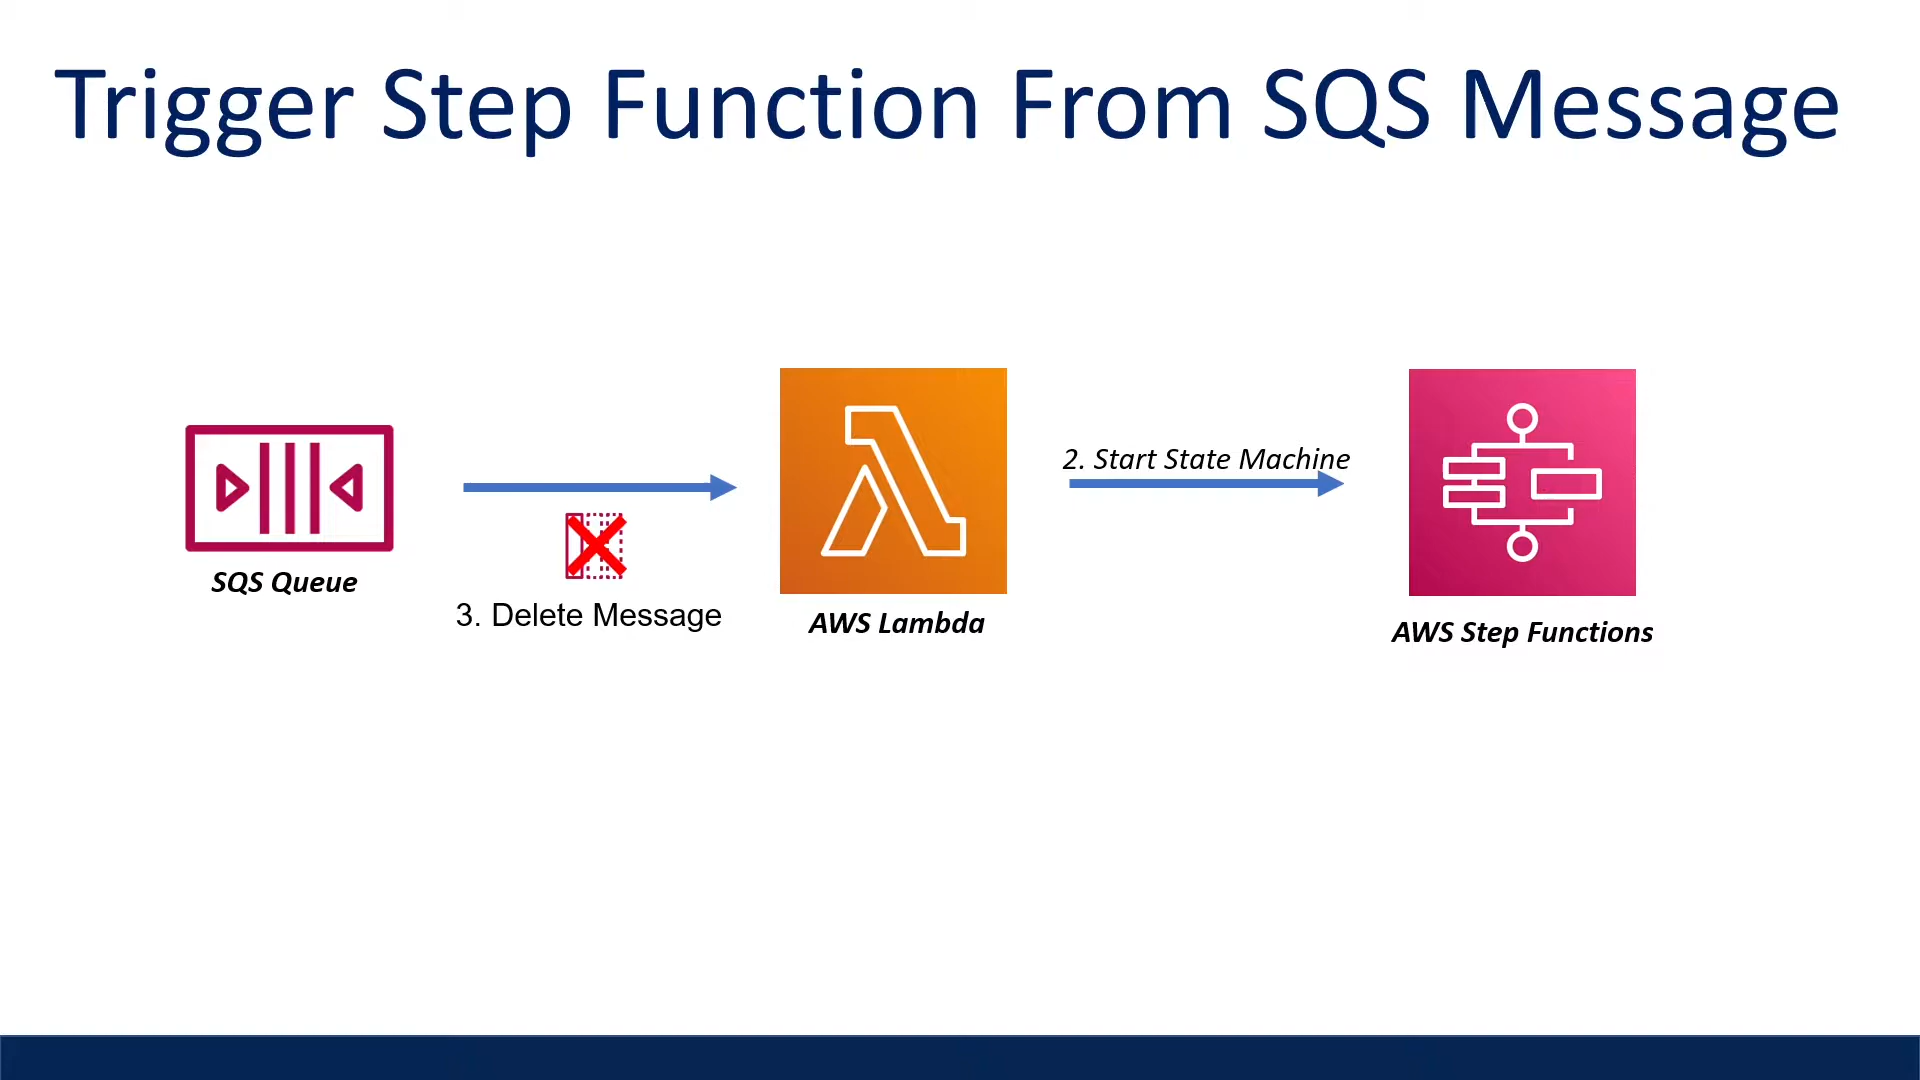 Trigger Step Function From SQS Message
2. Start State Machine
SQS Queue
3. Delete Message
AWS Lambda
AWS Step Functions